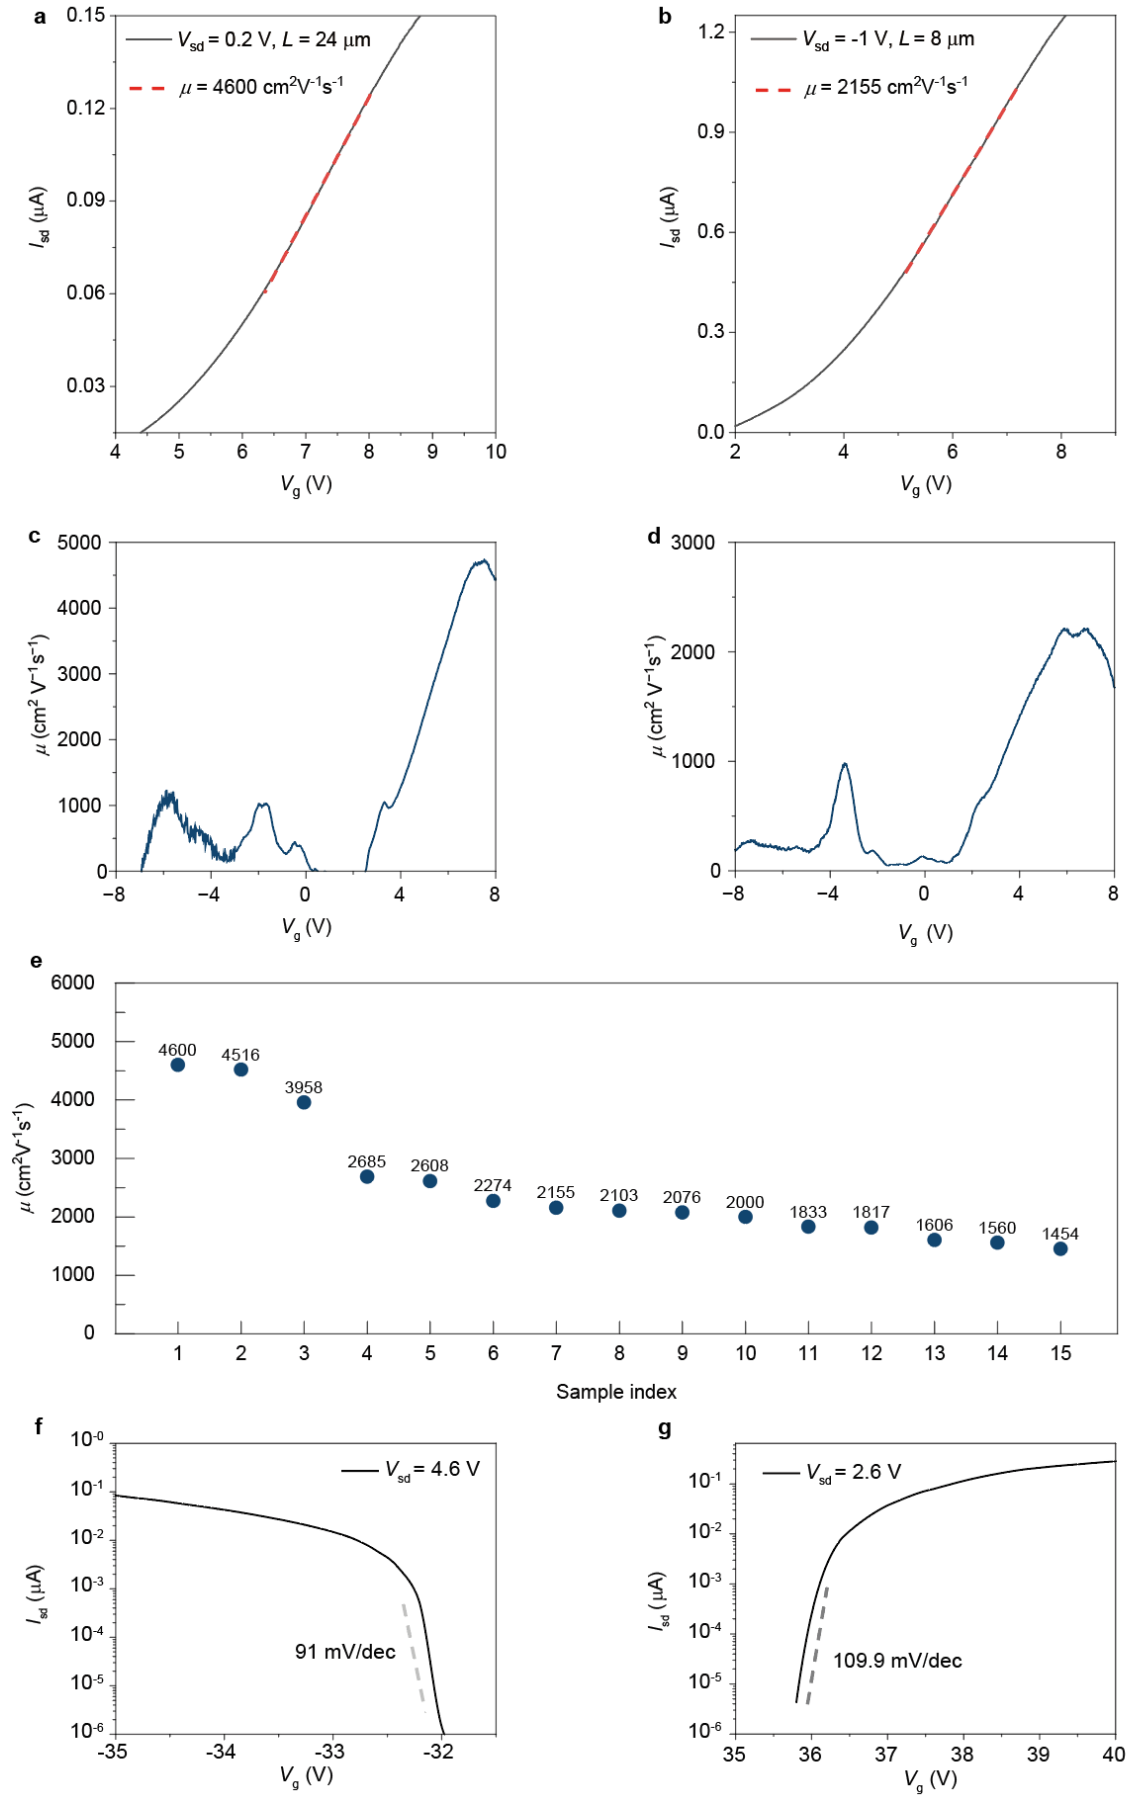 a
0.15
0.12
0.09
0.06
0.03
4 5 6 7 8 9 10
I_sd (μA)
V_g (V)
V_sd = 0.2 V, L = 24 μm
μ = 4600 cm²V⁻¹s⁻¹
b
1.2
0.9
0.6
0.3
0.0
2 4 6 8
I_sd (μA)
V_g (V)
V_sd = -1 V, L = 8 μm
μ = 2155 cm²V⁻¹s⁻¹
c
5000
4000
3000
2000
1000
0
−8 −4 0 4 8
μ (cm² V⁻¹s⁻¹)
V_g (V)
d
3000
2000
1000
0
−8 −4 0 4 8
μ (cm² V⁻¹s⁻¹)
V_g (V)
e
6000
5000
4000
3000
2000
1000
0
μ (cm²V⁻¹s⁻¹)
4600 4516 3958 2685 2608 2274 2155 2103 2076 2000 1833 1817 1606 1560 1454
1 2 3 4 5 6 7 8 9 10 11 12 13 14 15
Sample index
f
10⁻⁰
10⁻¹
10⁻²
10⁻³
10⁻⁴
10⁻⁵
10⁻⁶
-35 -34 -33 -32
I_sd (μA)
V_g (V)
V_sd = 4.6 V
91 mV/dec
g
10⁻¹
10⁻²
10⁻³
10⁻⁴
10⁻⁵
10⁻⁶
35 36 37 38 39 40
I_sd (μA)
V_g (V)
V_sd = 2.6 V
109.9 mV/dec